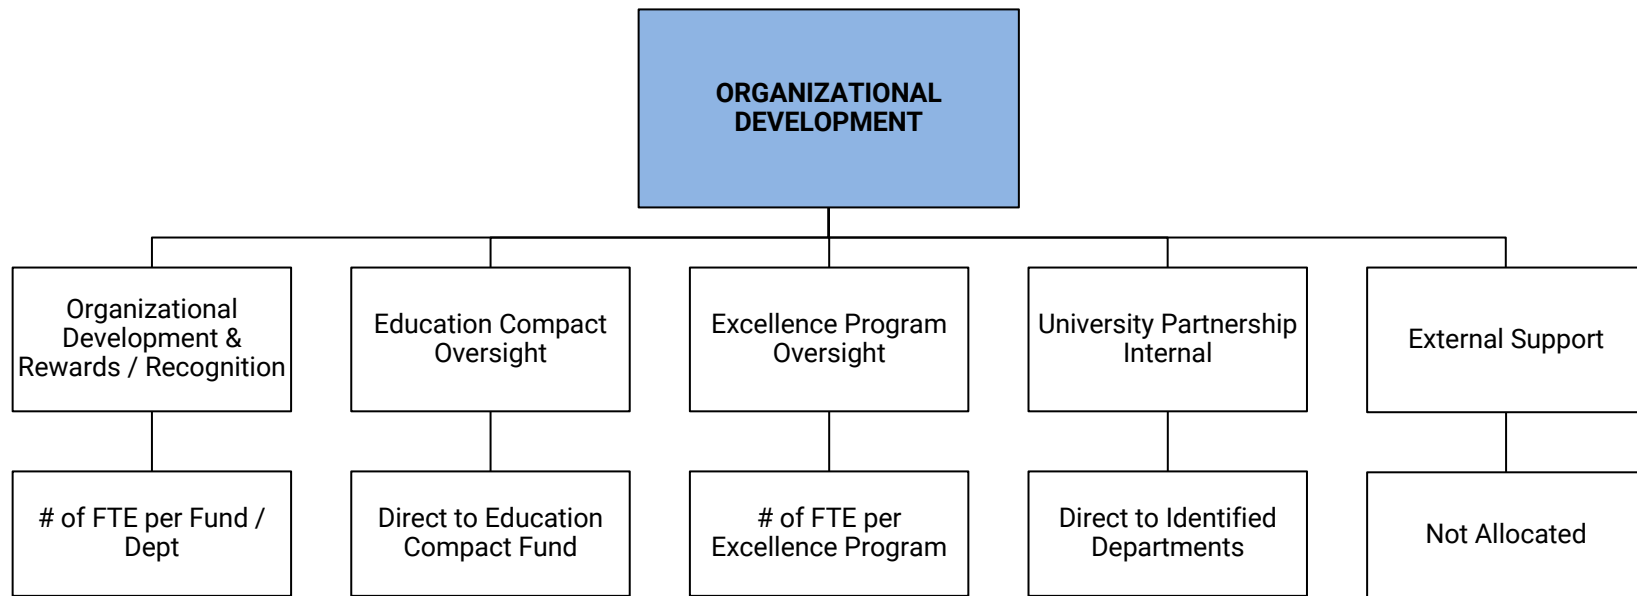 ORGANIZATIONAL
DEVELOPMENT
Organizational
Development &
Rewards / Recognition
Education Compact
Oversight
Excellence Program
Oversight
University Partnership
Internal
External Support
# of FTE per Fund /
Dept
Direct to Education
Compact Fund
# of FTE per
Excellence Program
Direct to Identified
Departments
Not Allocated